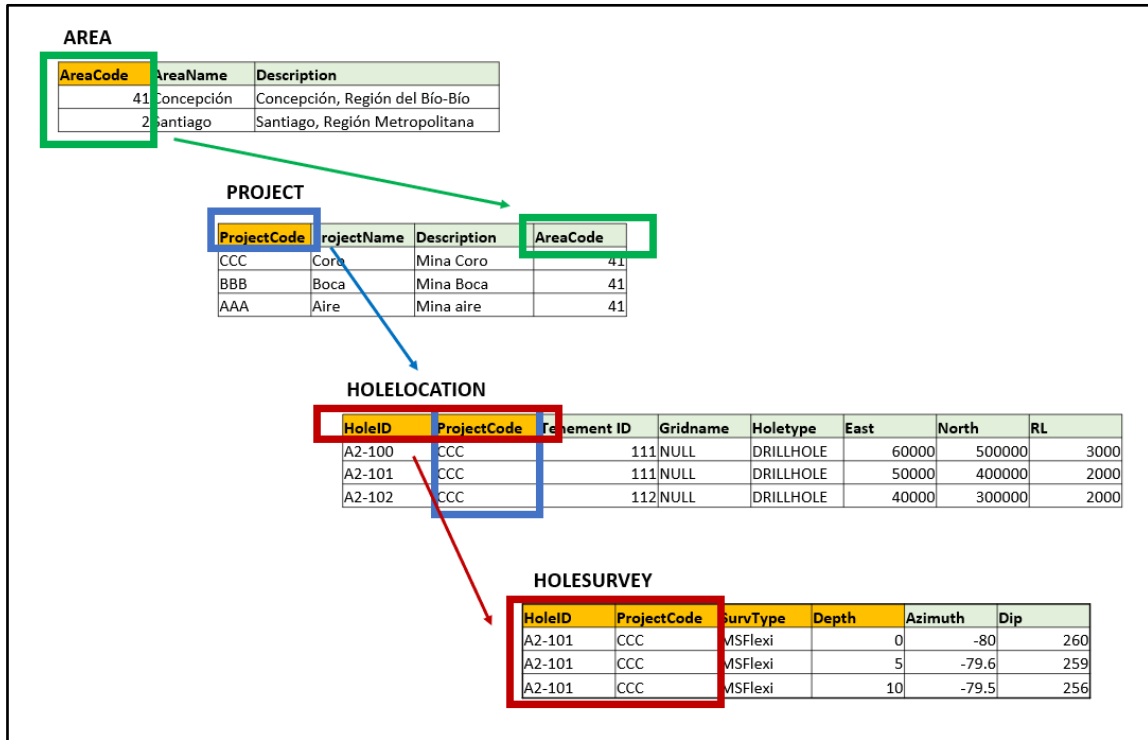 AREA
AreaCode AreaName Description
41 Concepción Concepción, Región del Bío-Bío
2 Santiago Santiago, Región Metropolitana
PROJECT
ProjectCode ProjectName Description AreaCode
CCC Coro Mina Coro 41
BBB Boca Mina Boca 41
AAA Aire Mina aire 41
HOLELOCATION
HoleID ProjectCode Tenement ID Gridname Holetype East North RL
A2-100 CCC 111 NULL DRILLHOLE 60000 500000 3000
A2-101 CCC 111 NULL DRILLHOLE 50000 400000 2000
A2-102 CCC 112 NULL DRILLHOLE 40000 300000 2000
HOLESURVEY
HoleID ProjectCode SurvType Depth Azimuth Dip
A2-101 CCC MSFlexi 0 -80 260
A2-101 CCC MSFlexi 5 -79.6 259
A2-101 CCC MSFlexi 10 -79.5 256